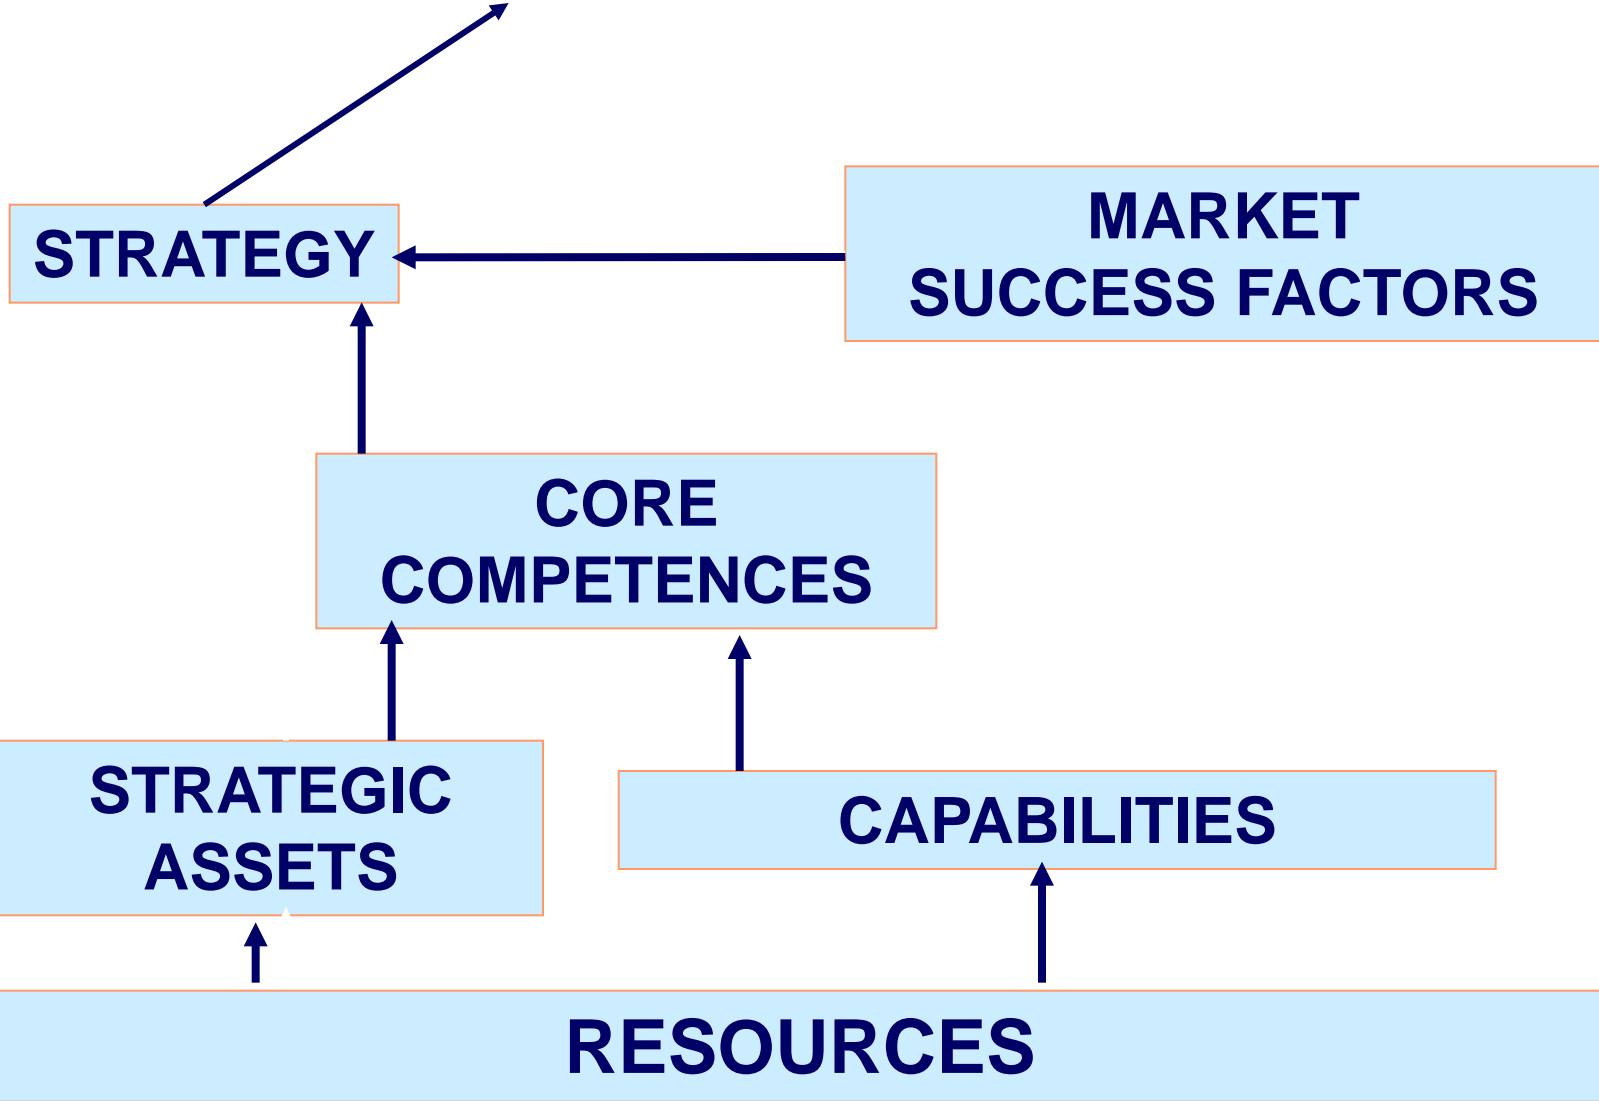 STRATEGY
MARKET
SUCCESS FACTORS
CORE
COMPETENCES
STRATEGIC
ASSETS
CAPABILITIES
RESOURCES